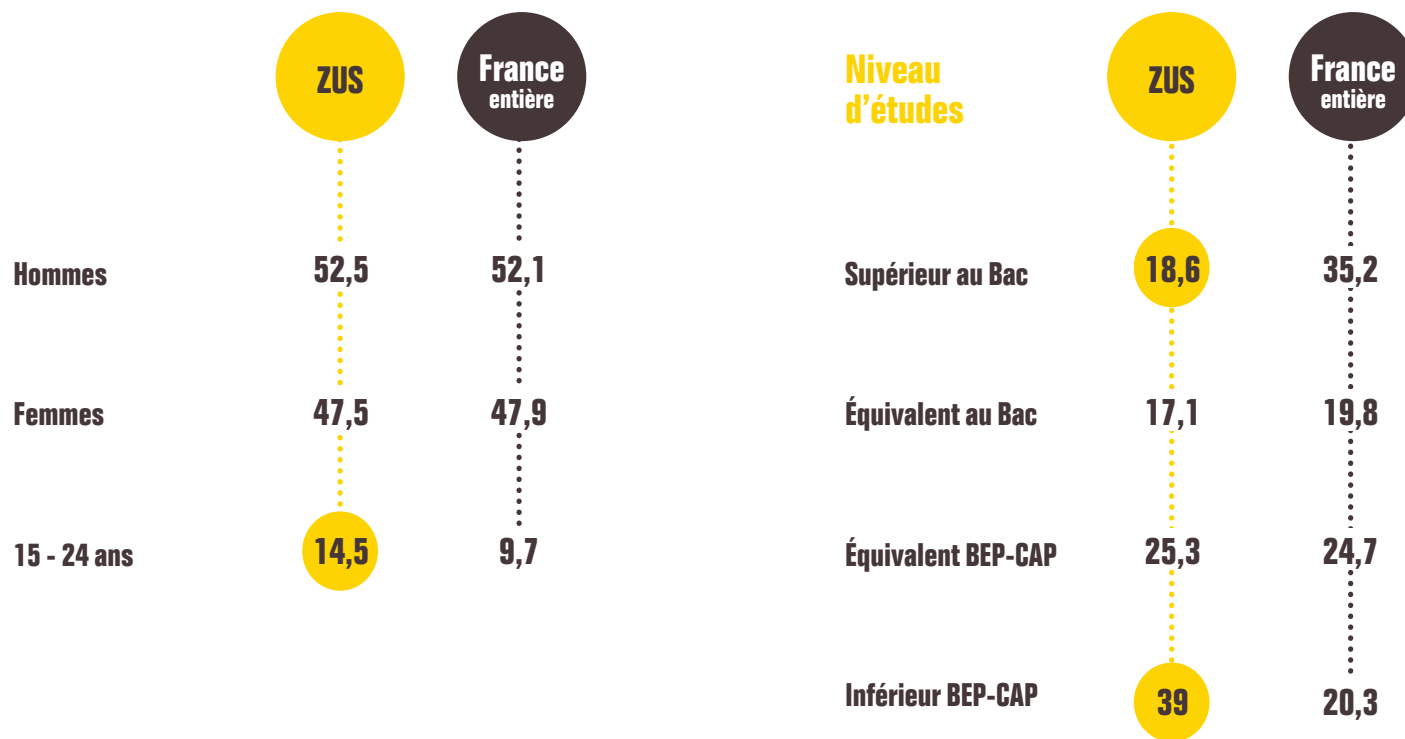 ZUS
France
entière
Hommes
52,5
52,1
Femmes
47,5
47,9
15 - 24 ans
14,5
9,7
Niveau
d'études
ZUS
France
entière
Supérieur au Bac
18,6
35,2
Équivalent au Bac
17,1
19,8
Équivalent BEP-CAP
25,3
24,7
Inférieur BEP-CAP
39
20,3